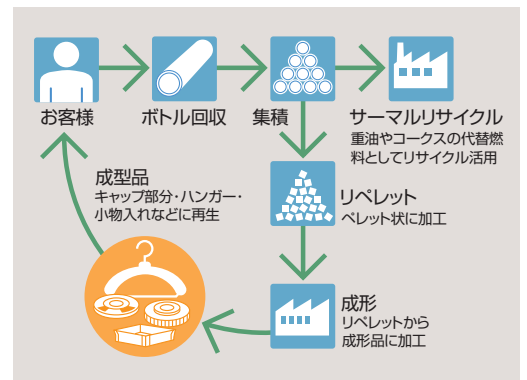 お客様
ボトル回収
集積
サーマルリサイクル
重油やコークスの代替燃
料としてリサイクル活用
リペレット
ペレット状に加工
成形
リペレットから
成形品に加工
成型品
キャップ部分・ハンガー・
小物入れなどに再生